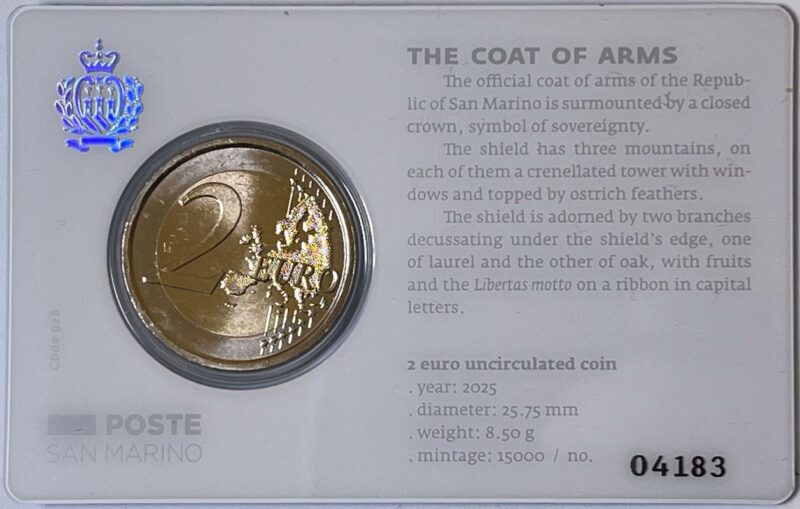 THE COAT OF ARMS
The official coat of arms of the Repub-
lic of San Marino is surmounted by a closed
crown, symbol of sovereignty.
The shield has three mountains, on
each of them a crenellated tower with win-
dows and topped by ostrich feathers.
The shield is adorned by two branches
decussating under the shield's edge, one
of laurel and the other of oak, with fruits
and the Libertas motto on a ribbon in capital
letters.
2 euro uncirculated coin
. year: 2025
. diameter: 25.75 mm
. weight: 8.50 g
. mintage: 15000 / no. 04183
2 EURO
Code 928
POSTE
SAN MARINO